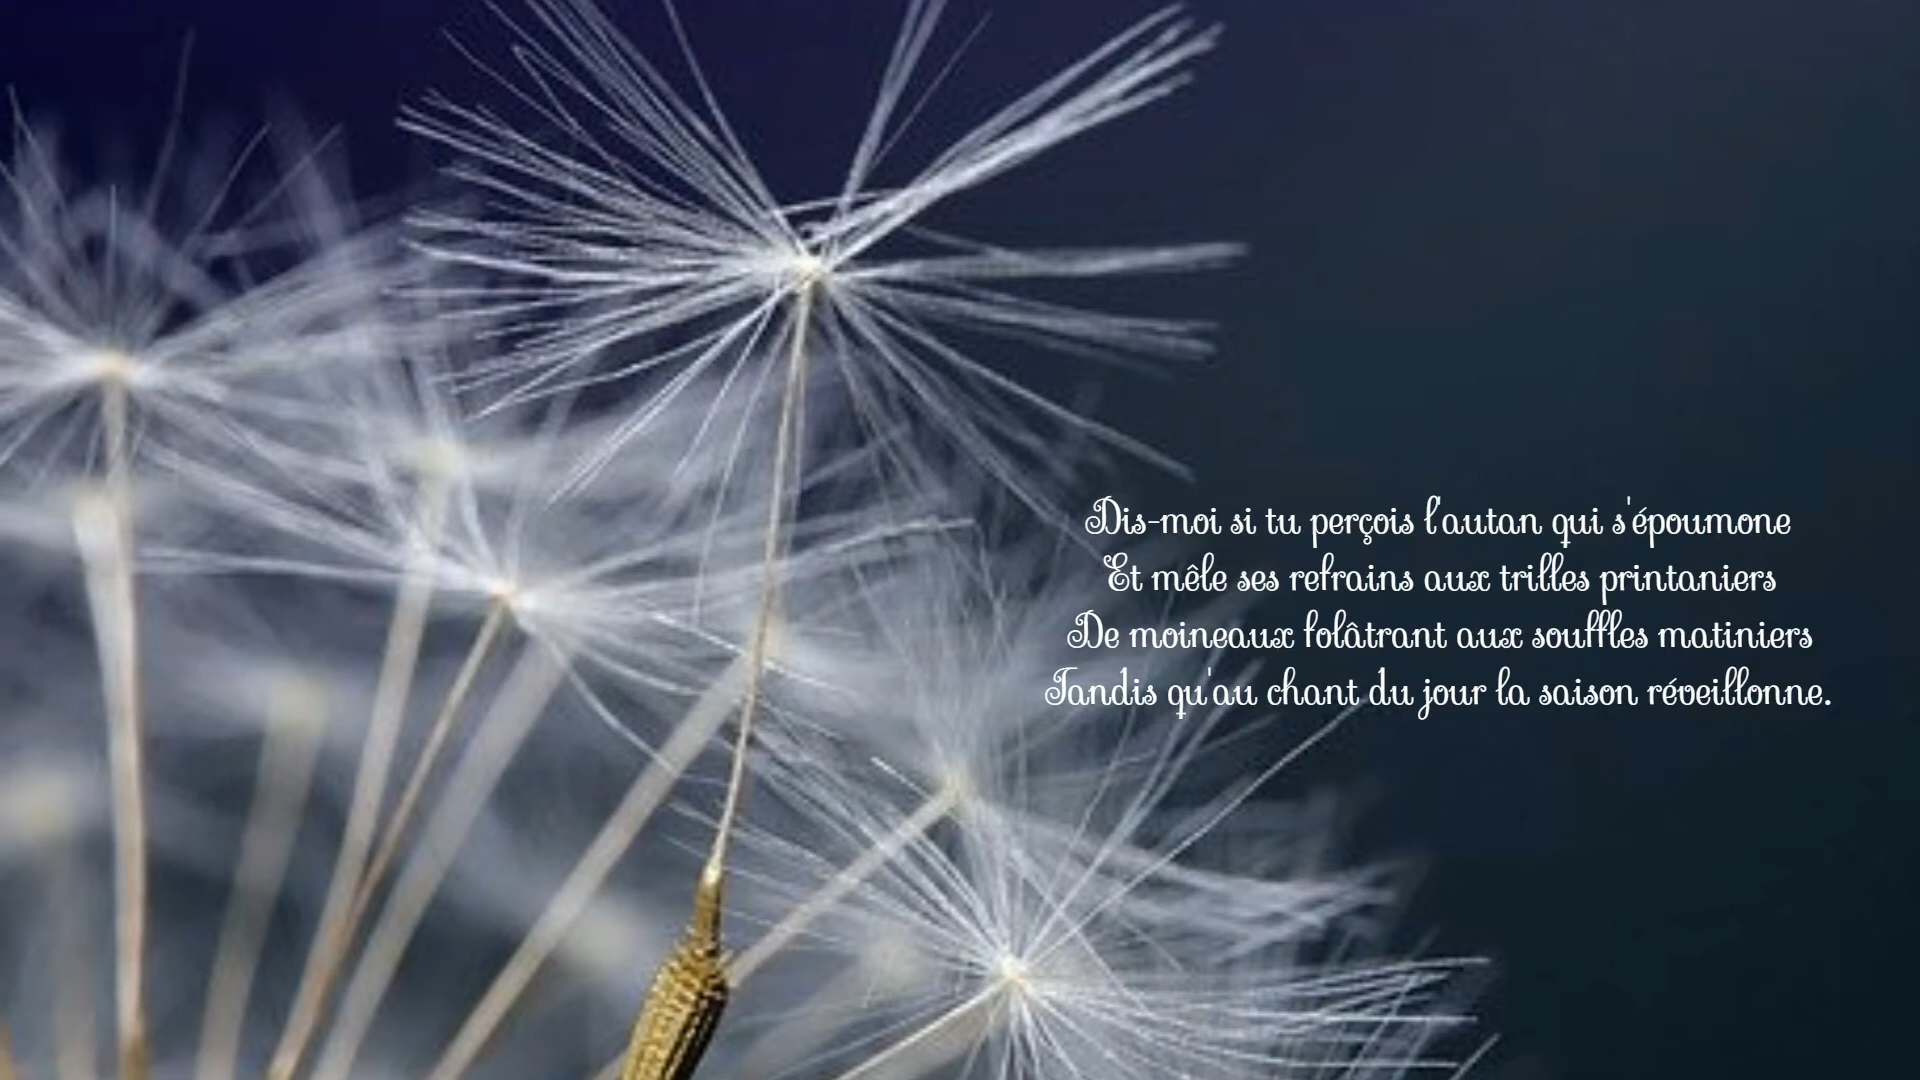 Dis-moi si tu perçois l'autan qui s'époumone
Et mêle ses refrains aux trilles printaniers
De moineaux folâtrant aux souffles matiniers
Tandis qu'au chant du jour la saison réveillonne.